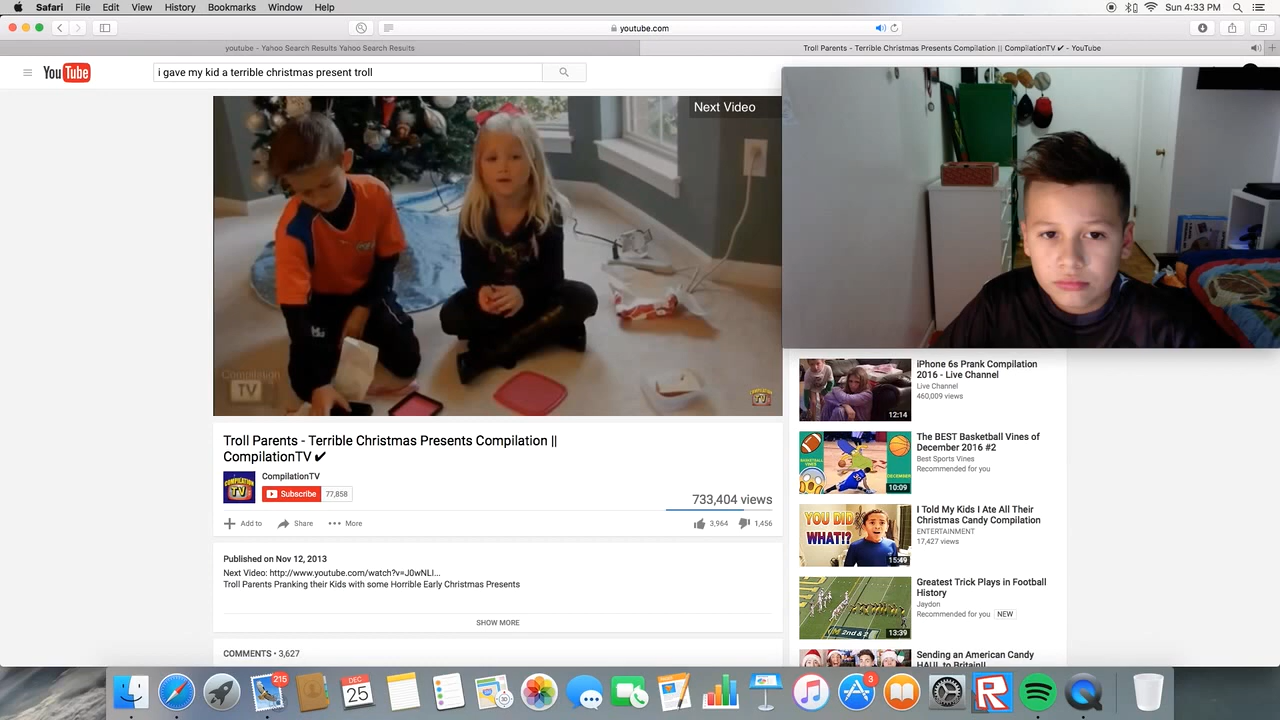 Safari File Edit View History Bookmarks Window Help
Sun 4:33 PM
youtube.com
youtube - Yahoo Search Results Yahoo Search Results
Troll Parents - Terrible Christmas Presents Compilation || CompilationTV ✔ - YouTube
YouTube
i gave my kid a terrible christmas present troll
Next Video
Compilation
TV
Troll Parents - Terrible Christmas Presents Compilation ||
CompilationTV ✔
CompilationTV
Subscribe 77,858
733,404 views
Add to Share More
3,964 1,456
Published on Nov 12, 2013
Next Video: http://www.youtube.com/watch?v=J0wNLI...
Troll Parents Pranking their Kids with some Horrible Early Christmas Presents
SHOW MORE
COMMENTS • 3,627
iPhone 6s Prank Compilation
2016 - Live Channel
Live Channel
460,009 views
12:14
The BEST Basketball Vines of
December 2016 #2
Best Sports Vines
Recommended for you
10:09
I Told My Kids I Ate All Their
Christmas Candy Compilation
ENTERTAINMENT
17,427 views
YOU DID
WHAT!?
15:49
Greatest Trick Plays in Football
History
Jaydon
Recommended for you NEW
2nd & 2
13:39
Sending an American Candy
HAUL to Britain!!
215
DEC
25
3